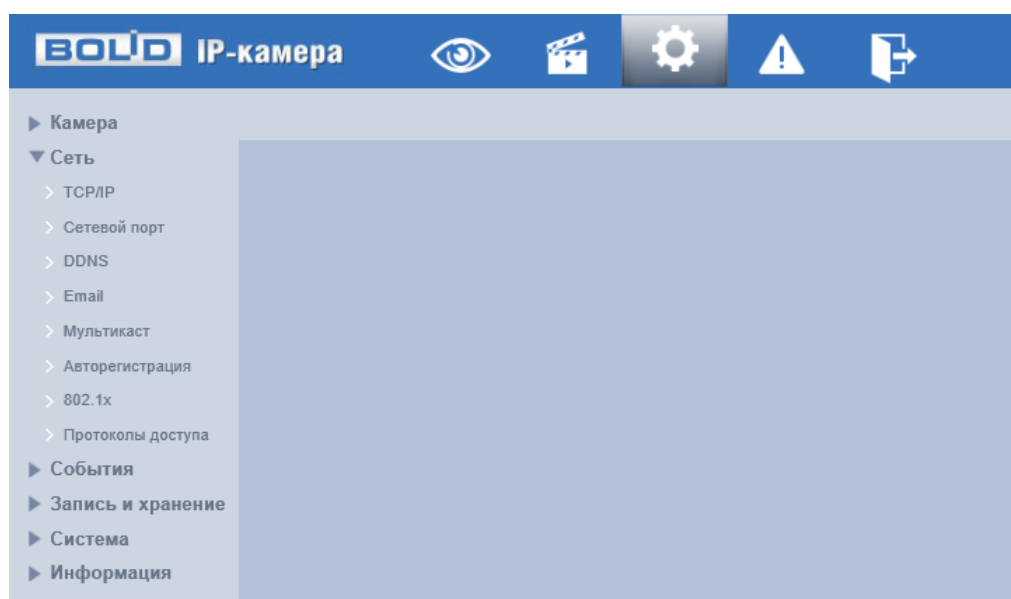 BOLID IP-камера
Камера
Сеть
TCP/IP
Сетевой порт
DDNS
Email
Мультикаст
Авторегистрация
802.1x
Протоколы доступа
События
Запись и хранение
Система
Информация